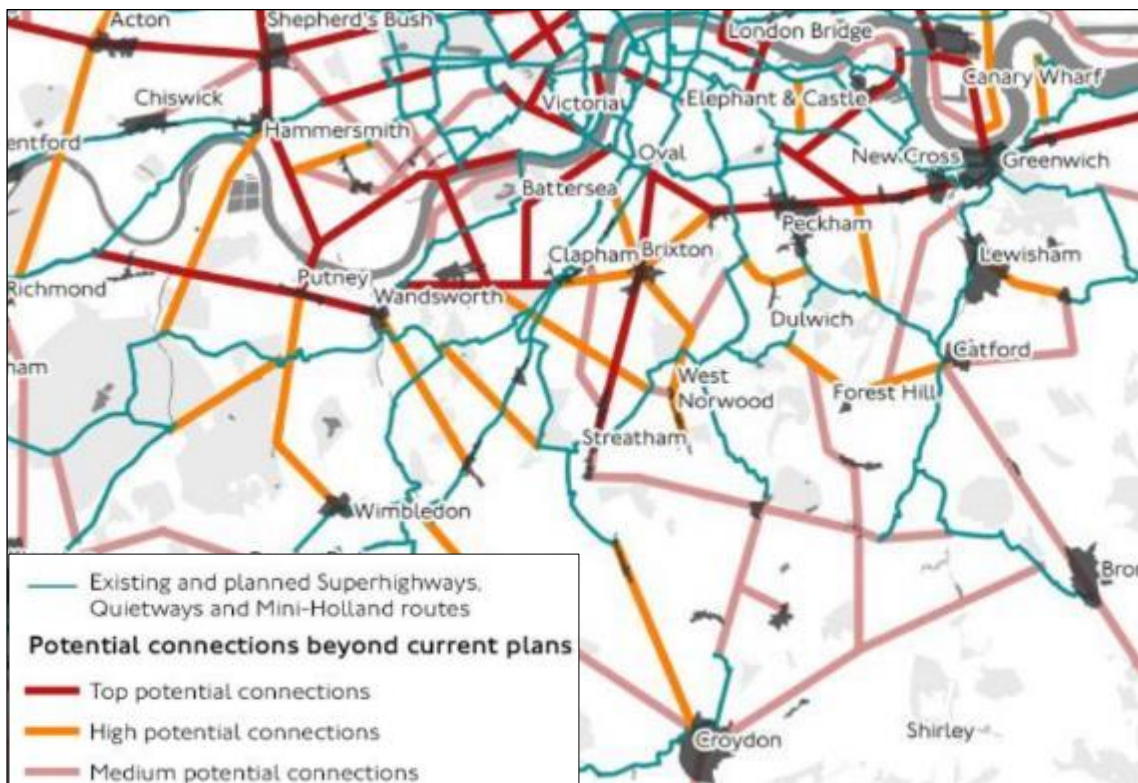 Acton
Shepherd's Bush
London Bridge
Chiswick
Victoria
Elephant & Castle
Canary Wharf
entford
Hammersmith
Oval
New Cross
Greenwich
Battersea
Peckham
Clapham
Brixton
Lewisham
Richmond
Putney
Wandsworth
Dulwich
ham
Catford
West
Norwood
Forest Hill
Streatham
Wimbledon
Bron
Existing and planned Superhighways,
Quietways and Mini-Holland routes
Potential connections beyond current plans
Top potential connections
High potential connections
Medium potential connections
Croydon
Shirley